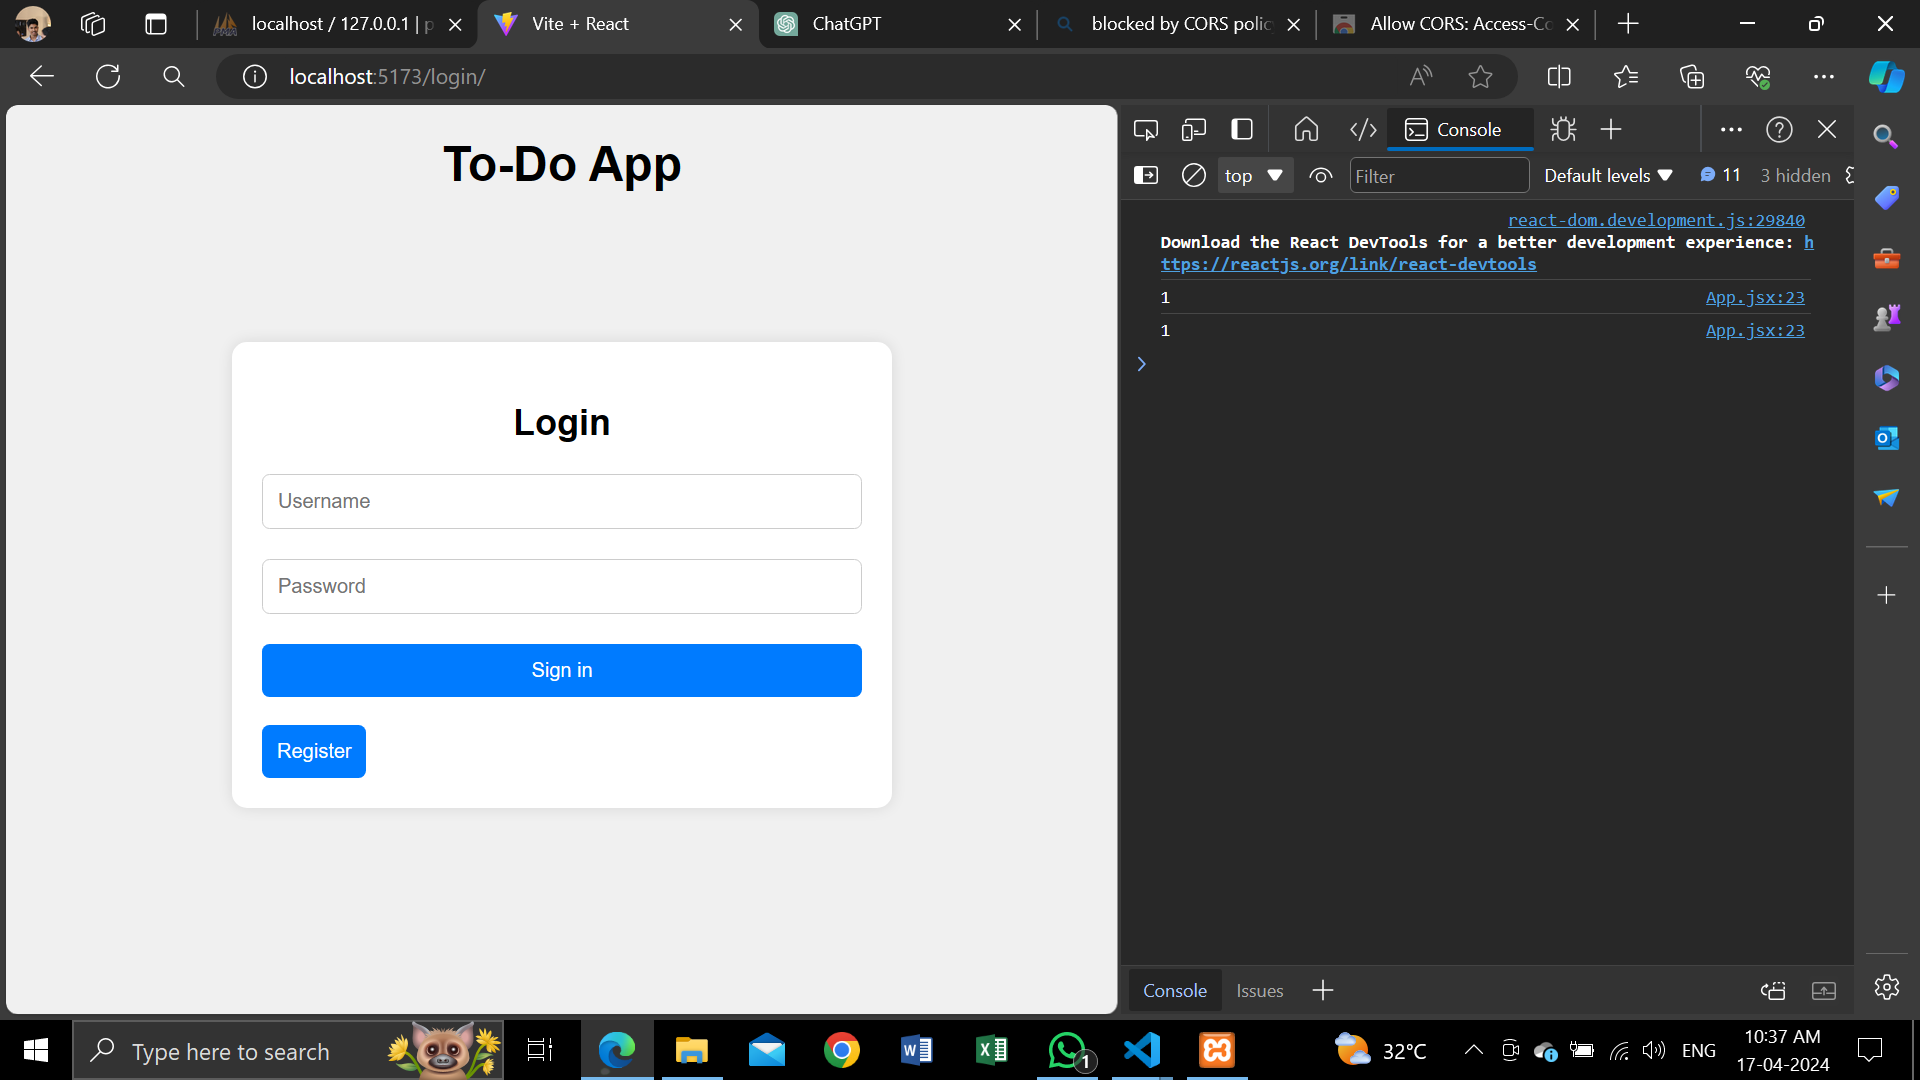 localhost / 127.0.0.1 | p
Vite + React
ChatGPT
blocked by CORS polic
Allow CORS: Access-Co
localhost:5173/login/
To-Do App
Login
Username
Password
Sign in
Register
Console
top
Filter
Default levels
11
3 hidden
react-dom.development.js:29840
Download the React DevTools for a better development experience: h
ttps://reactjs.org/link/react-devtools
1 App.jsx:23
1 App.jsx:23
Console
Issues
Type here to search
1
32°C
ENG
10:37 AM
17-04-2024